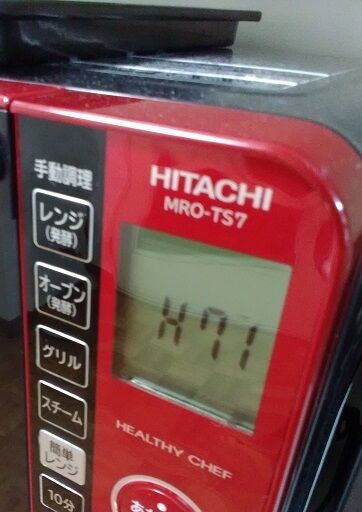 手動調理
HITACHI
MRO-TS7
レンジ
(発酵)
オーブン
(発酵)
グリル
スチーム
簡単
レンジ
10分
H71
HEALTHY CHEF
あ